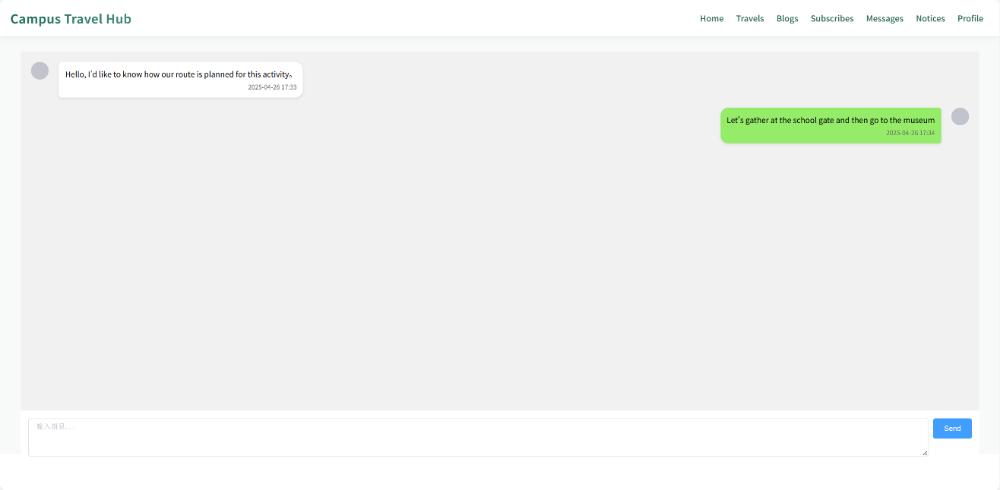 Campus Travel Hub
Home Travels Blogs Subscribes Messages Notices Profile
Hello, I'd like to know how our route is planned for this activity。
2025-04-26 17:33
Let's gather at the school gate and then go to the museum
2025-04-26 17:34
输入消息...
Send